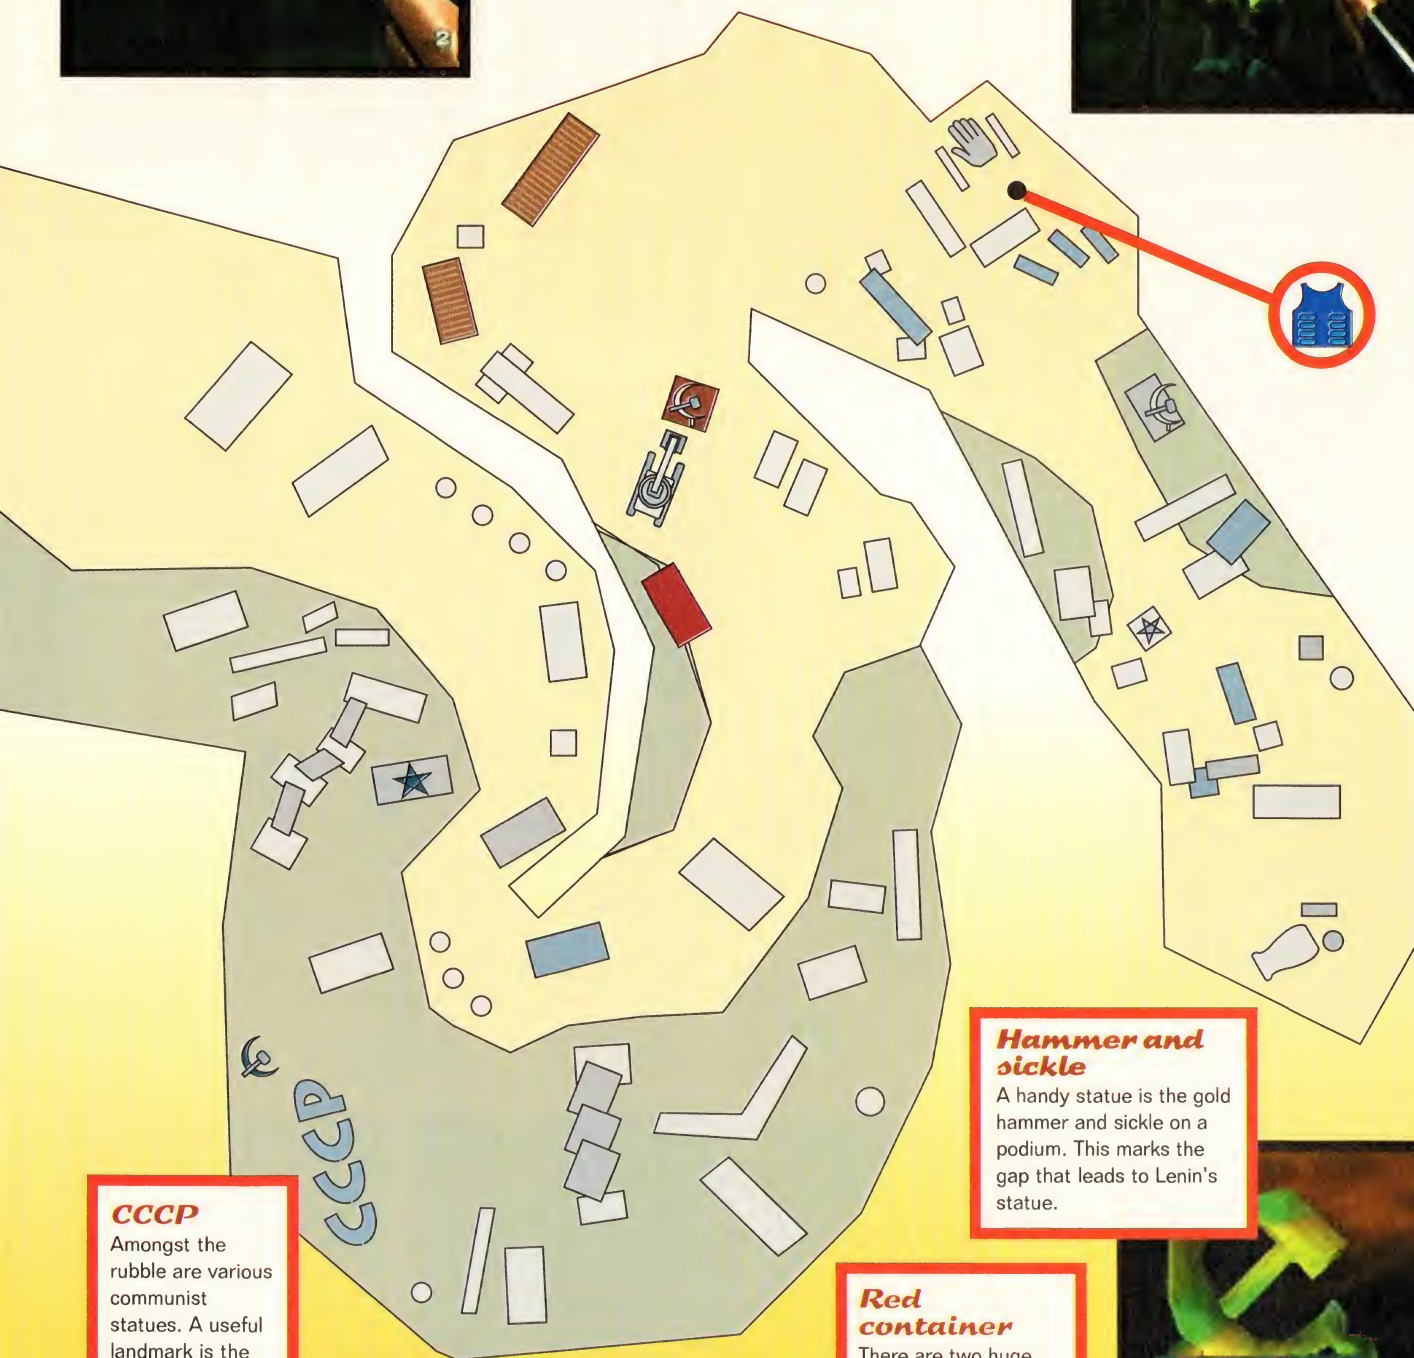 2
CCCP
Hammer and
sickle
A handy statue is the gold
hammer and sickle on a
podium. This marks the
gap that leads to Lenin's
statue.
CCCP
Amongst the
rubble are various
communist
statues. A useful
landmark is the
Red
container
There are two huge